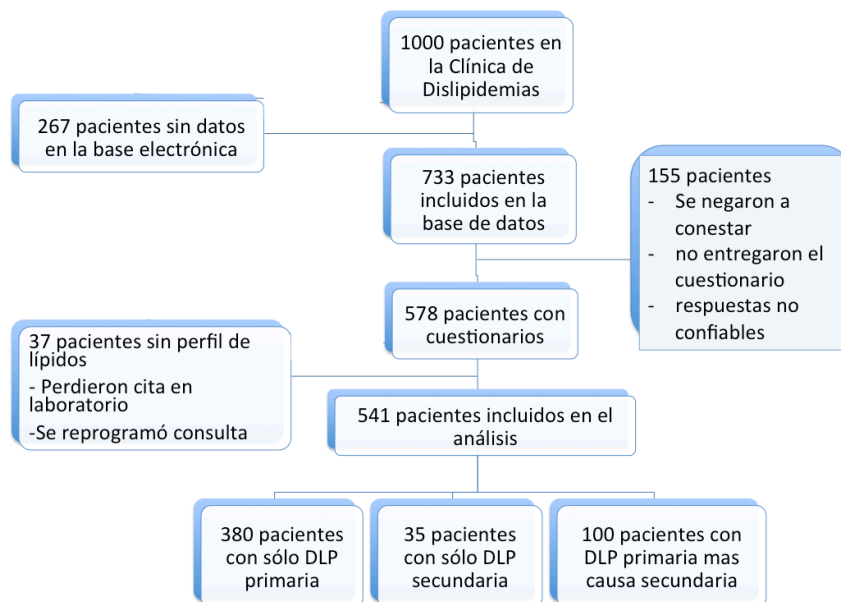 1000 pacientes en
la Clínica de
Dislipidemias
267 pacientes sin datos
en la base electrónica
733 pacientes
incluidos en la
base de datos
155 pacientes
- Se negaron a
conestar
- no entregaron el
cuestionario
- respuestas no
confiables
578 pacientes con
cuestionarios
37 pacientes sin perfil de
lípidos
- Perdieron cita en
laboratorio
-Se reprogramó consulta
541 pacientes incluidos en el
análisis
380 pacientes
con sólo DLP
primaria
35 pacientes
con sólo DLP
secundaria
100 pacientes con
DLP primaria mas
causa secundaria